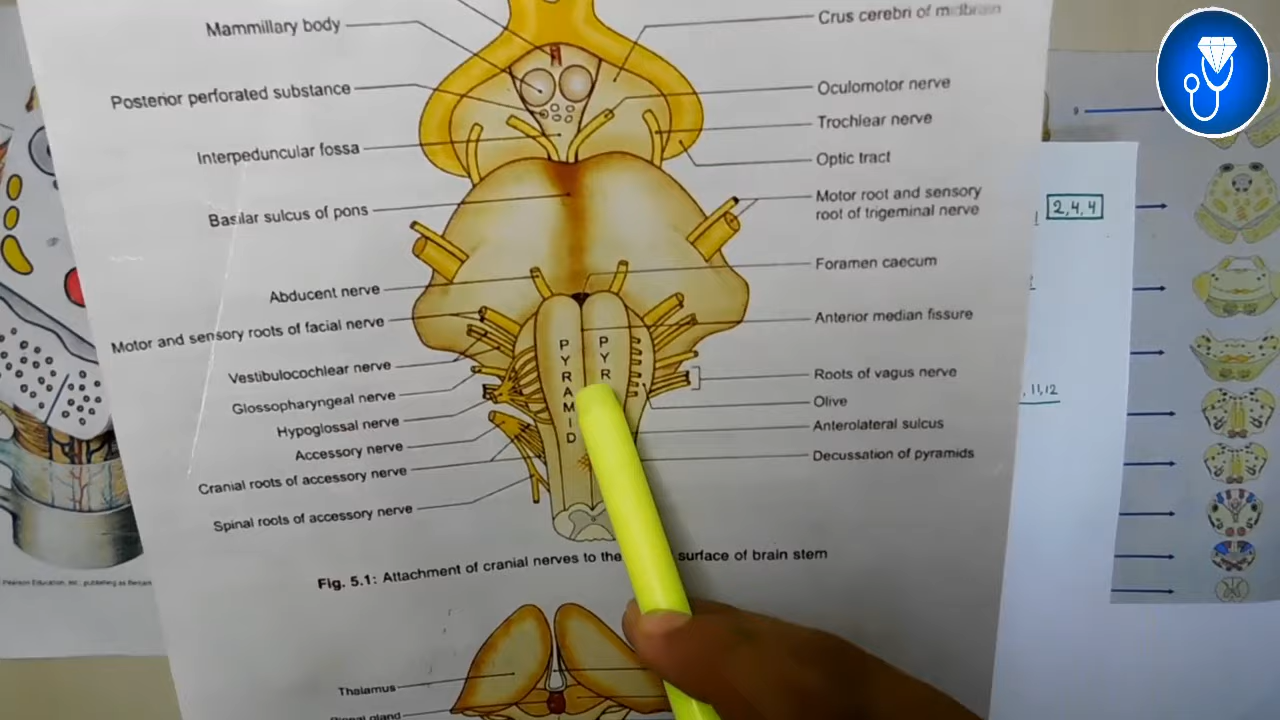 Mammillary body
Posterior perforated substance
Interpeduncular fossa
Basilar sulcus of pons
Abducent nerve
Motor and sensory roots of facial nerve
Vestibulocochlear nerve
Glossopharyngeal nerve
Hypoglossal nerve
Accessory nerve
Cranial roots of accessory nerve
Spinal roots of accessory nerve
Crus cerebri of midbrain
Oculomotor nerve
Trochlear nerve
Optic tract
Motor root and sensory
root of trigeminal nerve
Foramen caecum
Anterior median fissure
Roots of vagus nerve
Olive
Anterolateral sulcus
Decussation of pyramids
PYRAMID
PYR
Fig. 5.1: Attachment of cranial nerves to the surface of brain stem
Thalamus
2,4,4
, 11,12